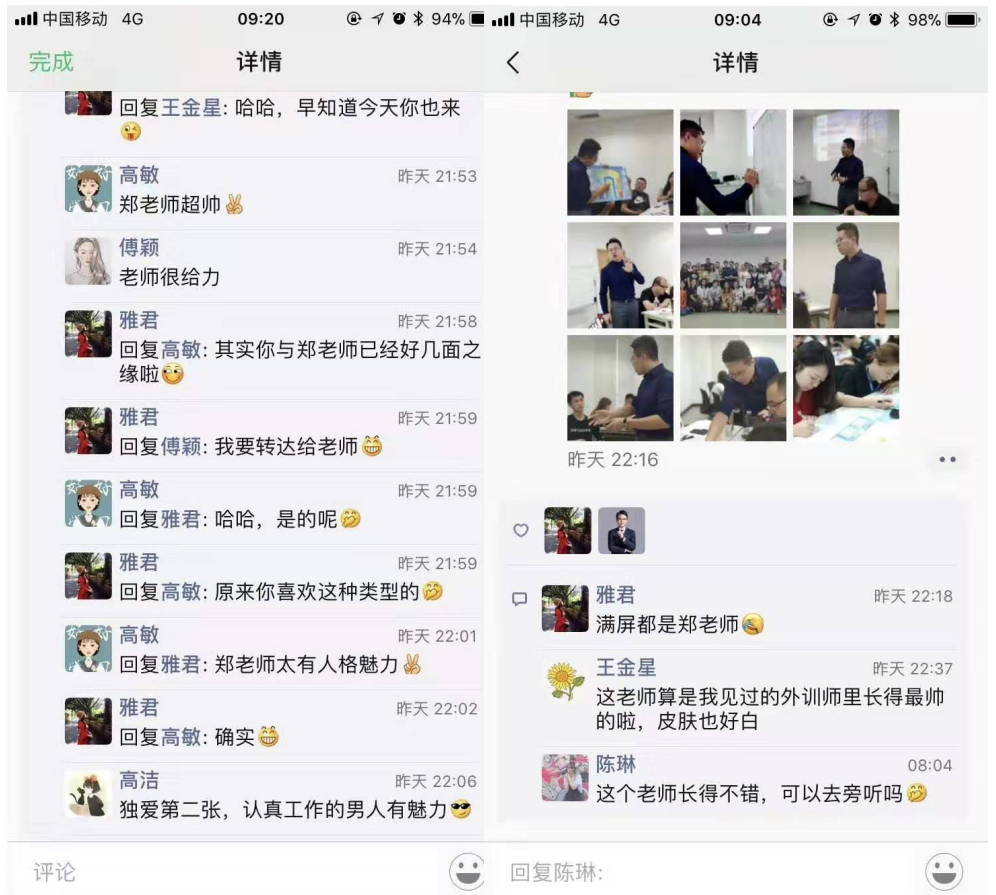 中国移动 4G 09:20 94%
完成 详情
回复王金星: 哈哈，早知道今天你也来
高敏 昨天 21:53
郑老师超帅
傅颖 昨天 21:54
老师很给力
雅君 昨天 21:58
回复高敏: 其实你与郑老师已经好几面之
缘啦
雅君 昨天 21:59
回复傅颖: 我要转达给老师
高敏 昨天 21:59
回复雅君: 哈哈，是的呢
雅君 昨天 21:59
回复高敏: 原来你喜欢这种类型的
高敏 昨天 22:01
回复雅君: 郑老师太有人格魅力
雅君 昨天 22:02
回复高敏: 确实
高洁 昨天 22:06
独爱第二张，认真工作的男人有魅力
评论
中国移动 4G 09:04 98%
详情
昨天 22:16
雅君 昨天 22:18
满屏都是郑老师
王金星 昨天 22:37
这老师算是我见过的外训师里长得最帅
的啦，皮肤也好白
陈琳 08:04
这个老师长得不错，可以去旁听吗
回复陈琳: